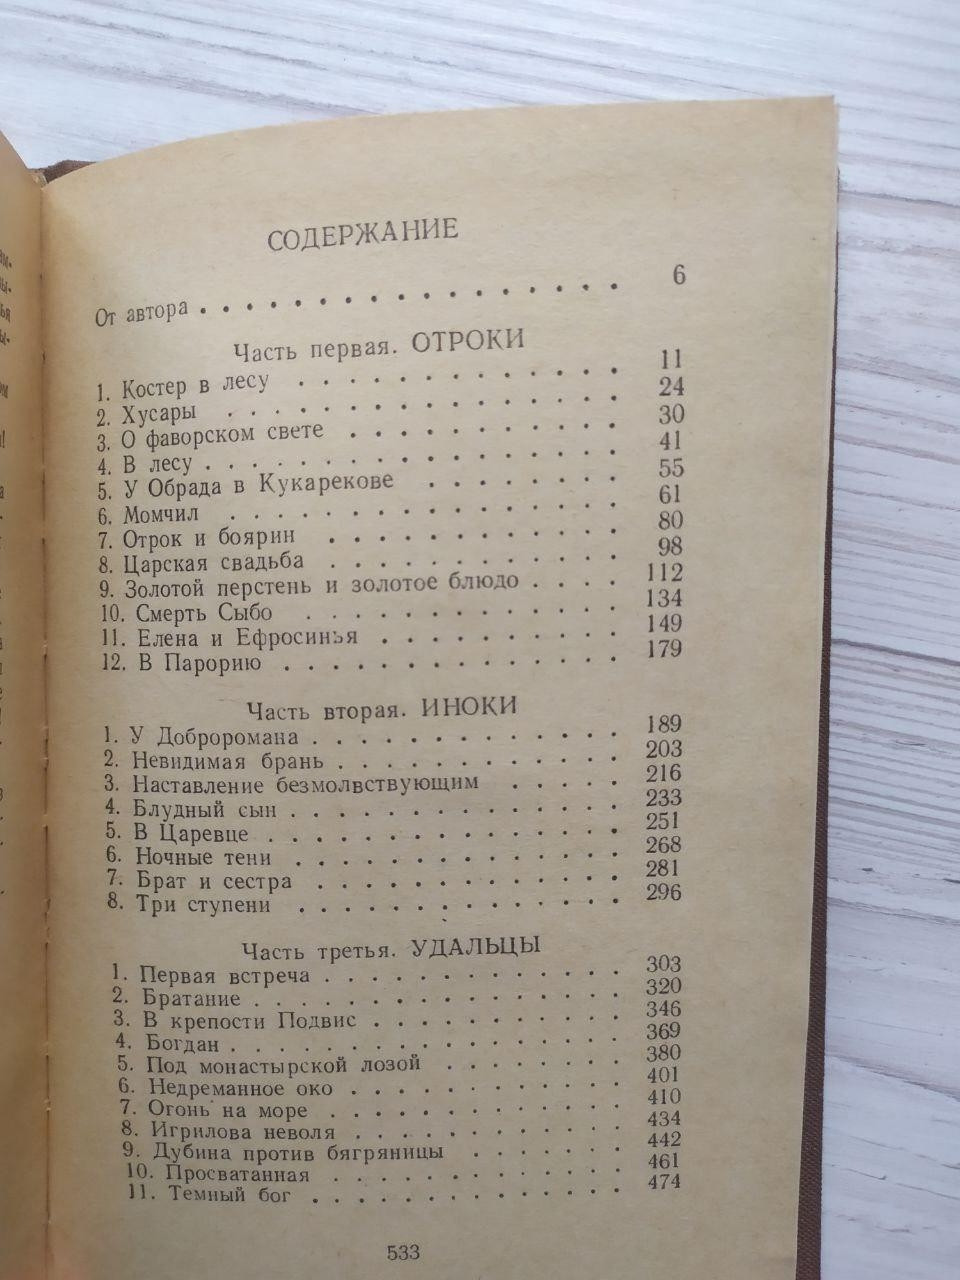 СОДЕРЖАНИЕ
От автора . . . . . . . . . . . . . . . . . . 6
Часть первая. ОТРОКИ
1. Костер в лесу . . . . . . . . . . . . . . 11
2. Хусары . . . . . . . . . . . . . . . . 24
3. О фаворском свете . . . . . . . . . . . 30
4. В лесу . . . . . . . . . . . . . . . . . 41
5. У Обрада в Кукарекове . . . . . . . . 55
6. Момчил . . . . . . . . . . . . . . . . 61
7. Отрок и боярин . . . . . . . . . . . . 80
8. Царская свадьба . . . . . . . . . . . . 98
9. Золотой перстень и золотое блюдо . . . . 112
10. Смерть Сыбо . . . . . . . . . . . . . 134
11. Елена и Ефросинья . . . . . . . . . . 149
12. В Парорию . . . . . . . . . . . . . . 179
Часть вторая. ИНОКИ
1. У Доброромана . . . . . . . . . . . . . 189
2. Невидимая брань . . . . . . . . . . . . 203
3. Наставление безмолвствующим . . . . . 216
4. Блудный сын . . . . . . . . . . . . . . 233
5. В Царевце . . . . . . . . . . . . . . . 251
6. Ночные тени . . . . . . . . . . . . . . 268
7. Брат и сестра . . . . . . . . . . . . . 281
8. Три ступени . . . . . . . . . . . . . . 296
Часть третья. УДАЛЬЦЫ
1. Первая встреча . . . . . . . . . . . . . 303
2. Братание . . . . . . . . . . . . . . . . 320
3. В крепости Подвис . . . . . . . . . . . 346
4. Богдан . . . . . . . . . . . . . . . . . 369
5. Под монастырской лозой . . . . . . . . 380
6. Недреманное око . . . . . . . . . . . . 401
7. Огонь на море . . . . . . . . . . . . . 410
8. Игрилова неволя . . . . . . . . . . . . 434
9. Дубина против бягряницы . . . . . . . 442
10. Просватанная . . . . . . . . . . . . . 461
11. Темный бог . . . . . . . . . . . . . . 474
533